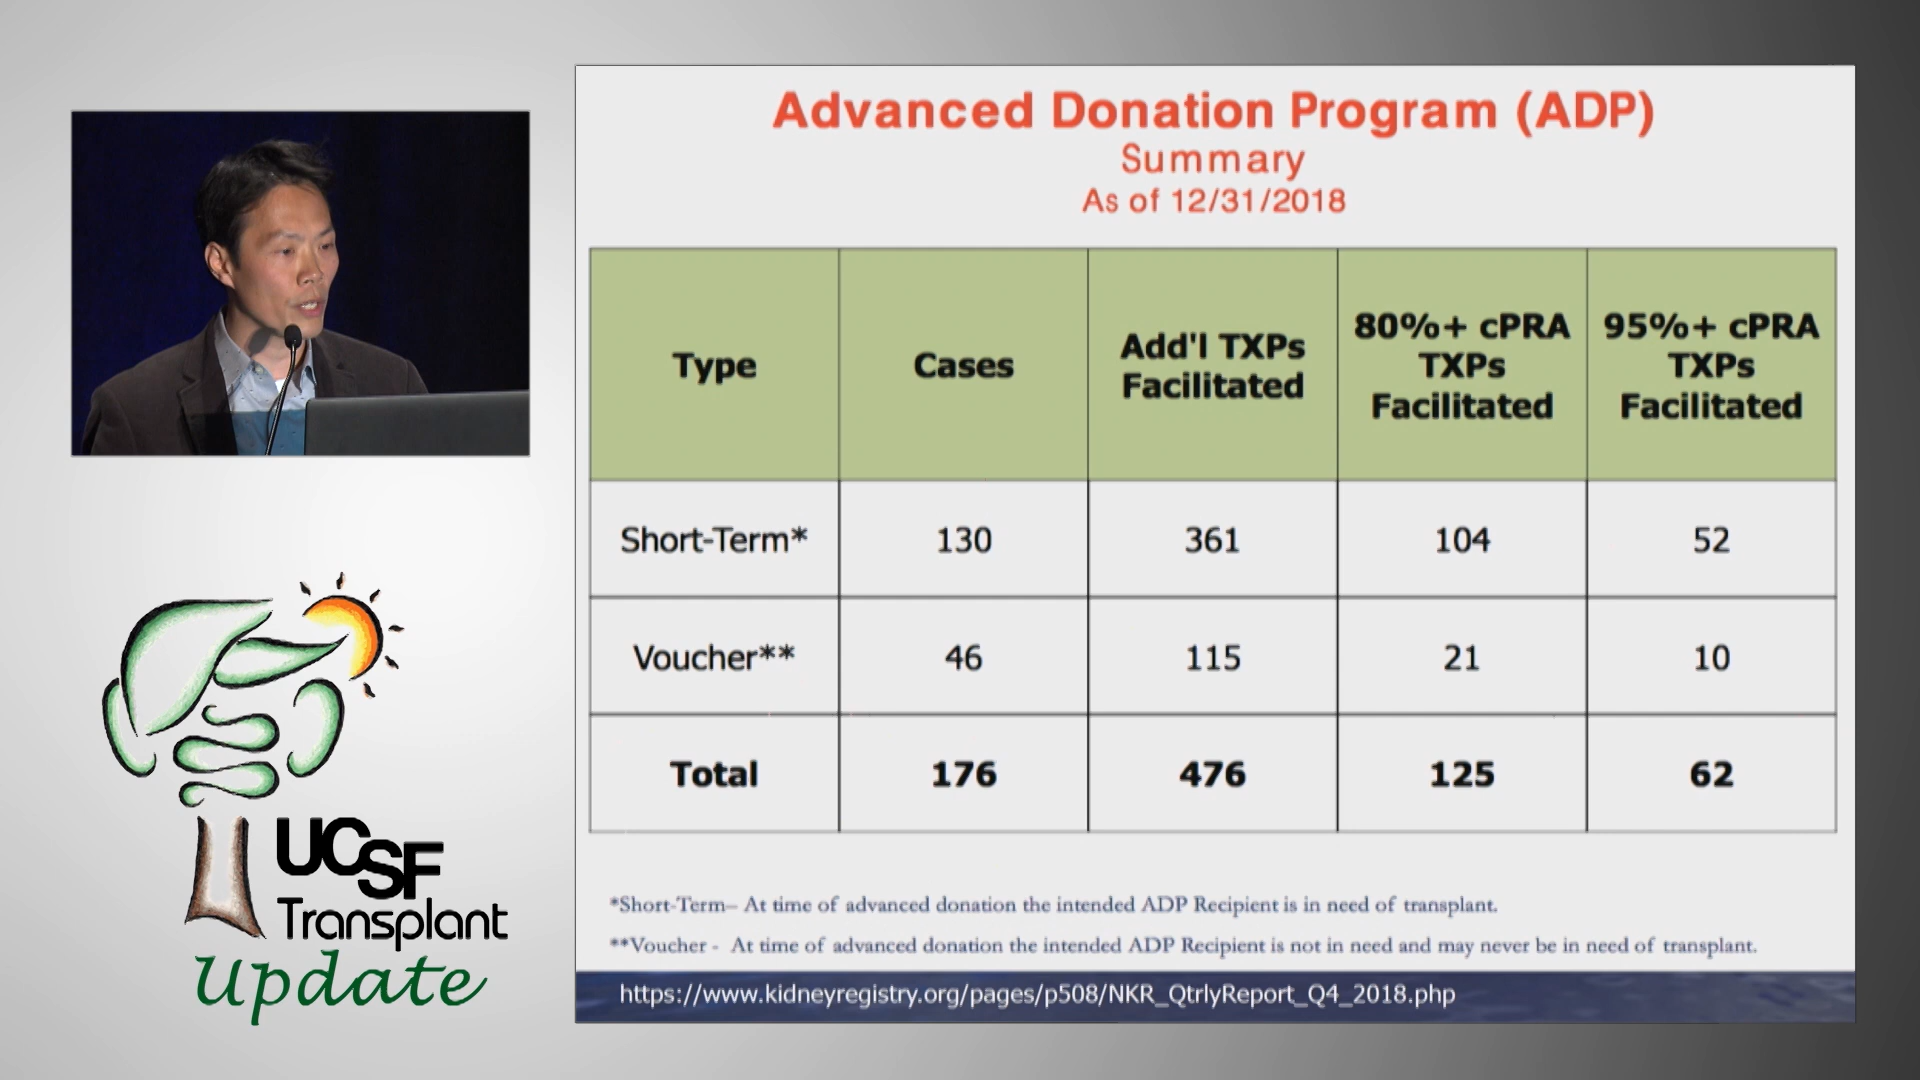 Advanced Donation Program (ADP)
Summary
As of 12/31/2018
Type Cases Add'l TXPs Facilitated 80%+ cPRA TXPs Facilitated 95%+ cPRA TXPs Facilitated
Short-Term* 130 361 104 52
Voucher** 46 115 21 10
Total 176 476 125 62
*Short-Term– At time of advanced donation the intended ADP Recipient is in need of transplant.
**Voucher - At time of advanced donation the intended ADP Recipient is not in need and may never be in need of transplant.
https://www.kidneyregistry.org/pages/p508/NKR_QtrlyReport_Q4_2018.php
UCSF
Transplant
Update